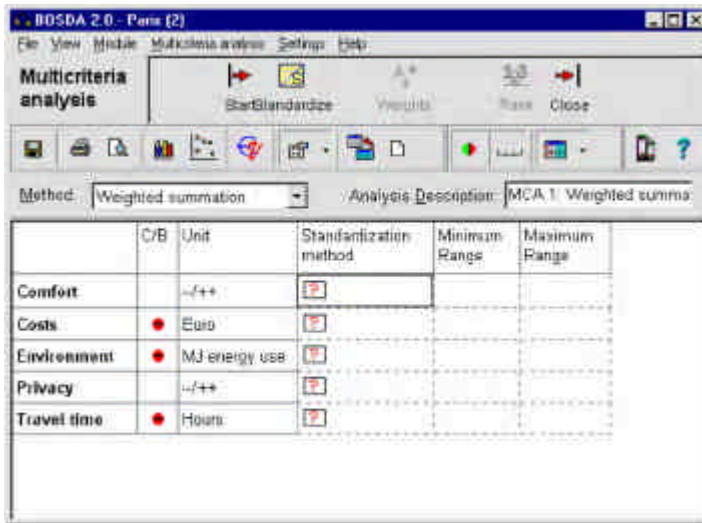 BOSDA 2.0 - Paris (2)
File View Module Multicriteria analysis Settings Help
Multicriteria analysis
Start Standardize Weights Rank Close
Method: Weighted summation Analysis Description: MCA 1: Weighted summa
C/B Unit Standardization method Minimum Range Maximum Range
Comfort --/++ ?
Costs Euro ?
Environment MJ energy use ?
Privacy --/++ ?
Travel time Hours ?